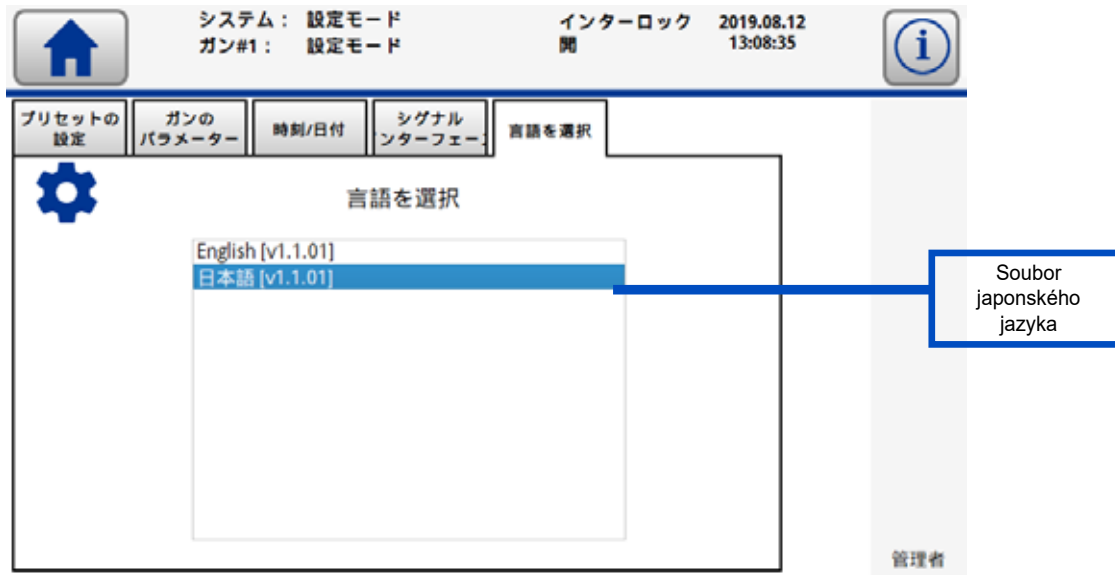 システム： 設定モード
ガン#1： 設定モード
インターロック
開
2019.08.12
13:08:35
i
プリセットの
設定
ガンの
パラメーター
時刻/日付
シグナル
ンターフェー
言語を選択
言語を選択
English [v1.1.01]
日本語 [v1.1.01]
Soubor
japonského
jazyka
管理者